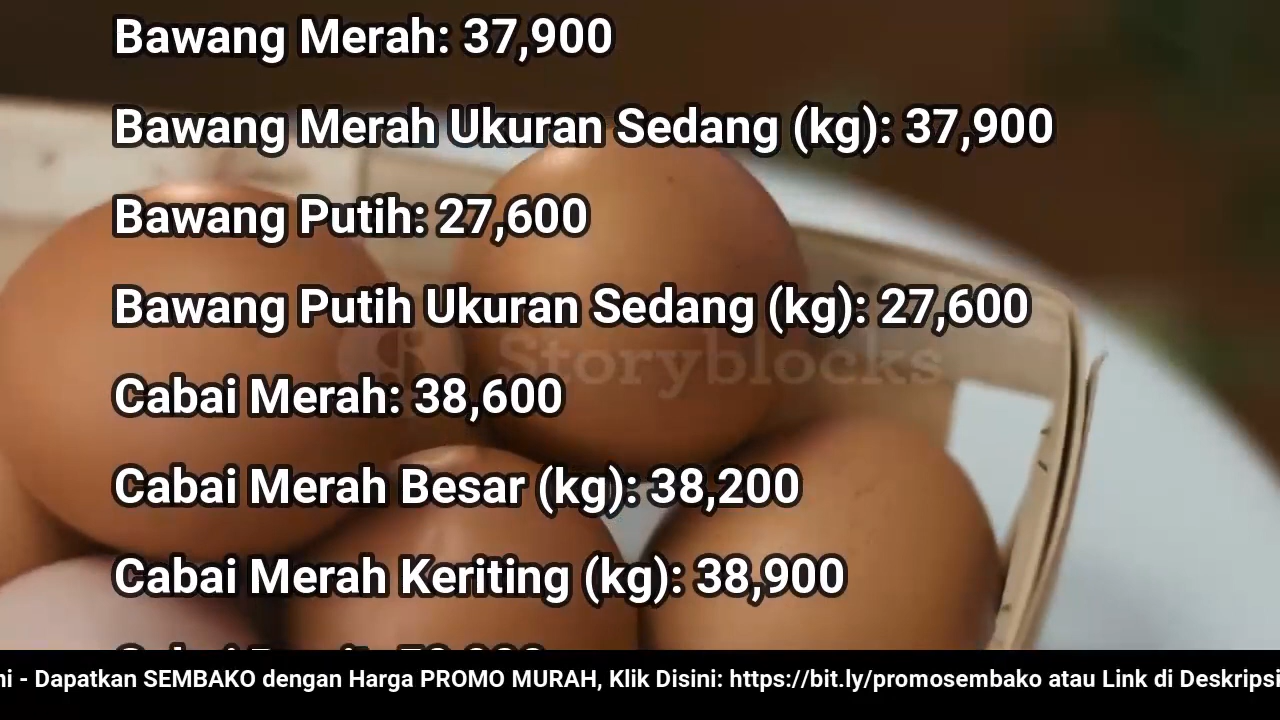 Bawang Merah: 37,900
Bawang Merah Ukuran Sedang (kg): 37,900
Bawang Putih: 27,600
Bawang Putih Ukuran Sedang (kg): 27,600
Storyblocks
Cabai Merah: 38,600
Cabai Merah Besar (kg): 38,200
Cabai Merah Keriting (kg): 38,900
- Dapatkan SEMBAKO dengan Harga PROMO MURAH, Klik Disini: https://bit.ly/promosembako atau Link di Deskripsi